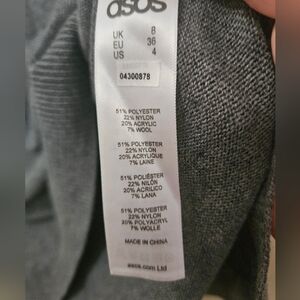 asos
UK 8
EU 36
US 4
04300878
51% POLYESTER
22% NYLON
20% ACRYLIC
7% WOOL
51% POLYESTER
22% NYLON
20% ACRYLIQUE
7% LAINE
51% POLIÉSTER
22% NILÓN
20% ACRÍLICO
7% LANA
51% POLYESTER
22% NYLON
20% POLYACRYL
7% WOLLE
MADE IN CHINA
asos.com Ltd